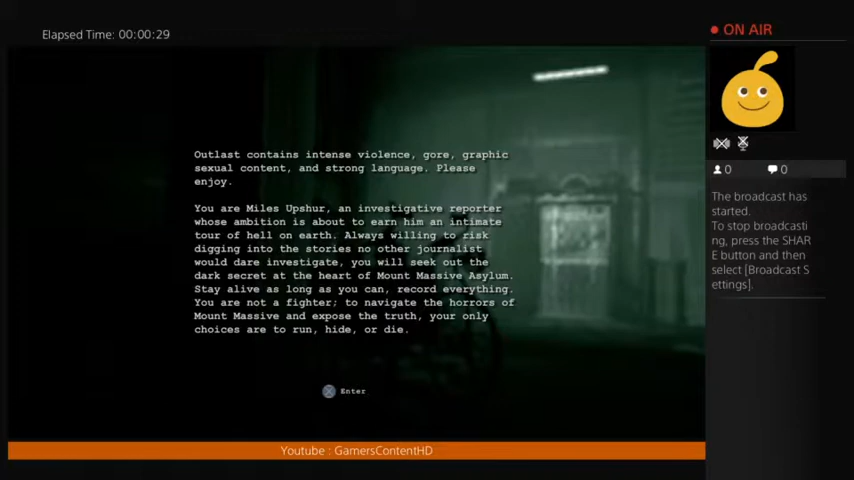 Elapsed Time: 00:00:29
ON AIR
Outlast contains intense violence, gore, graphic
sexual content, and strong language. Please
enjoy.
You are Miles Upshur, an investigative reporter
whose ambition is about to earn him an intimate
tour of hell on earth. Always willing to risk
digging into the stories no other journalist
would dare investigate, you will seek out the
dark secret at the heart of Mount Massive Asylum.
Stay alive as long as you can, record everything.
You are not a fighter; to navigate the horrors of
Mount Massive and expose the truth, your only
choices are to run, hide, or die.
Enter
0 0
The broadcast has
started.
To stop broadcasti
ng, press the SHAR
E button and then
select [Broadcast S
ettings].
Youtube : GamersContentHD